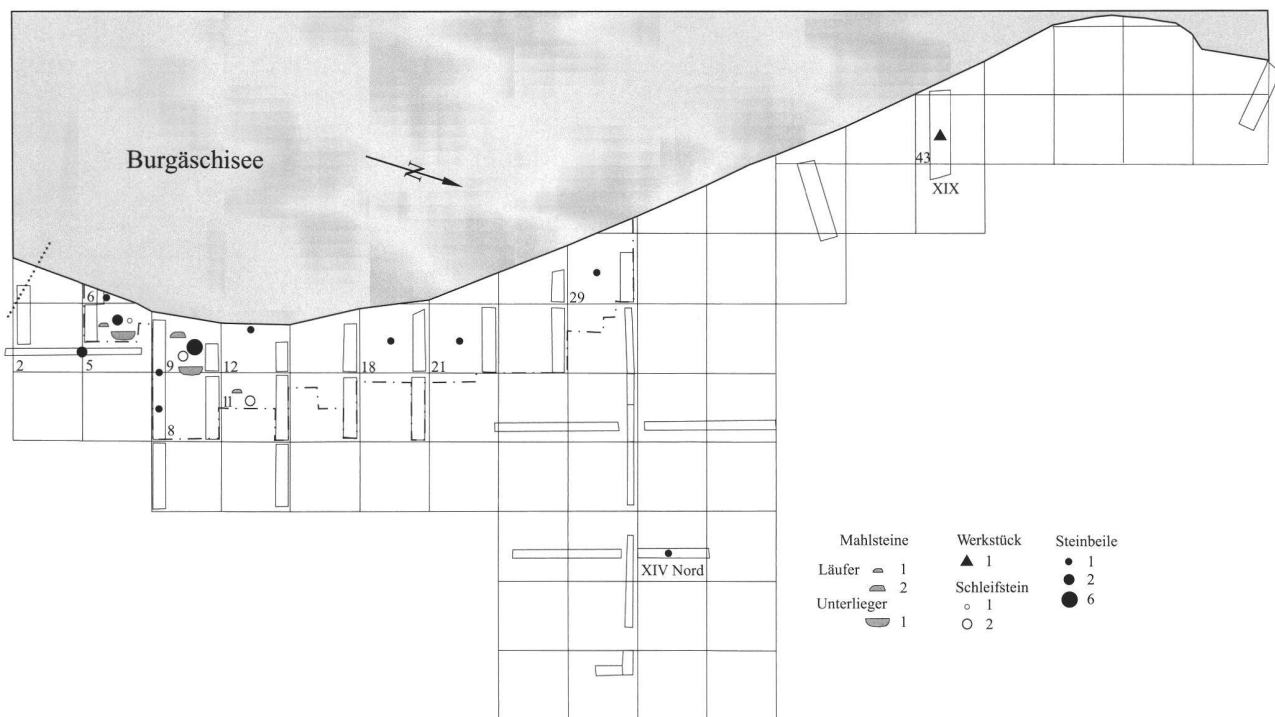 Burgäschisee
N
43
XIX
6
29
2
5
9
12
18
21
11
8
XIV Nord
Mahlsteine
Läufer
1
2
Unterlieger
1
Werkstück
1
Schleifstein
1
2
Steinbeile
1
2
6